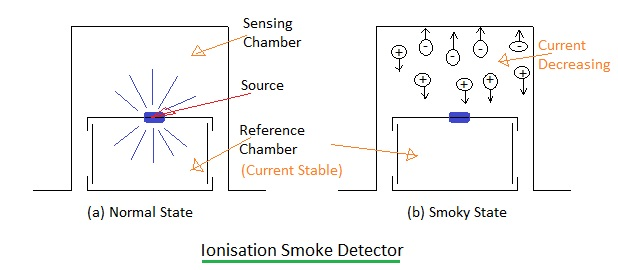 Sensing
Chamber
Source
Reference
Chamber
(Current Stable)
(a) Normal State
+
-
+
-
+
-
+
-
+
+
Current
Decreasing
(b) Smoky State
Ionisation Smoke Detector